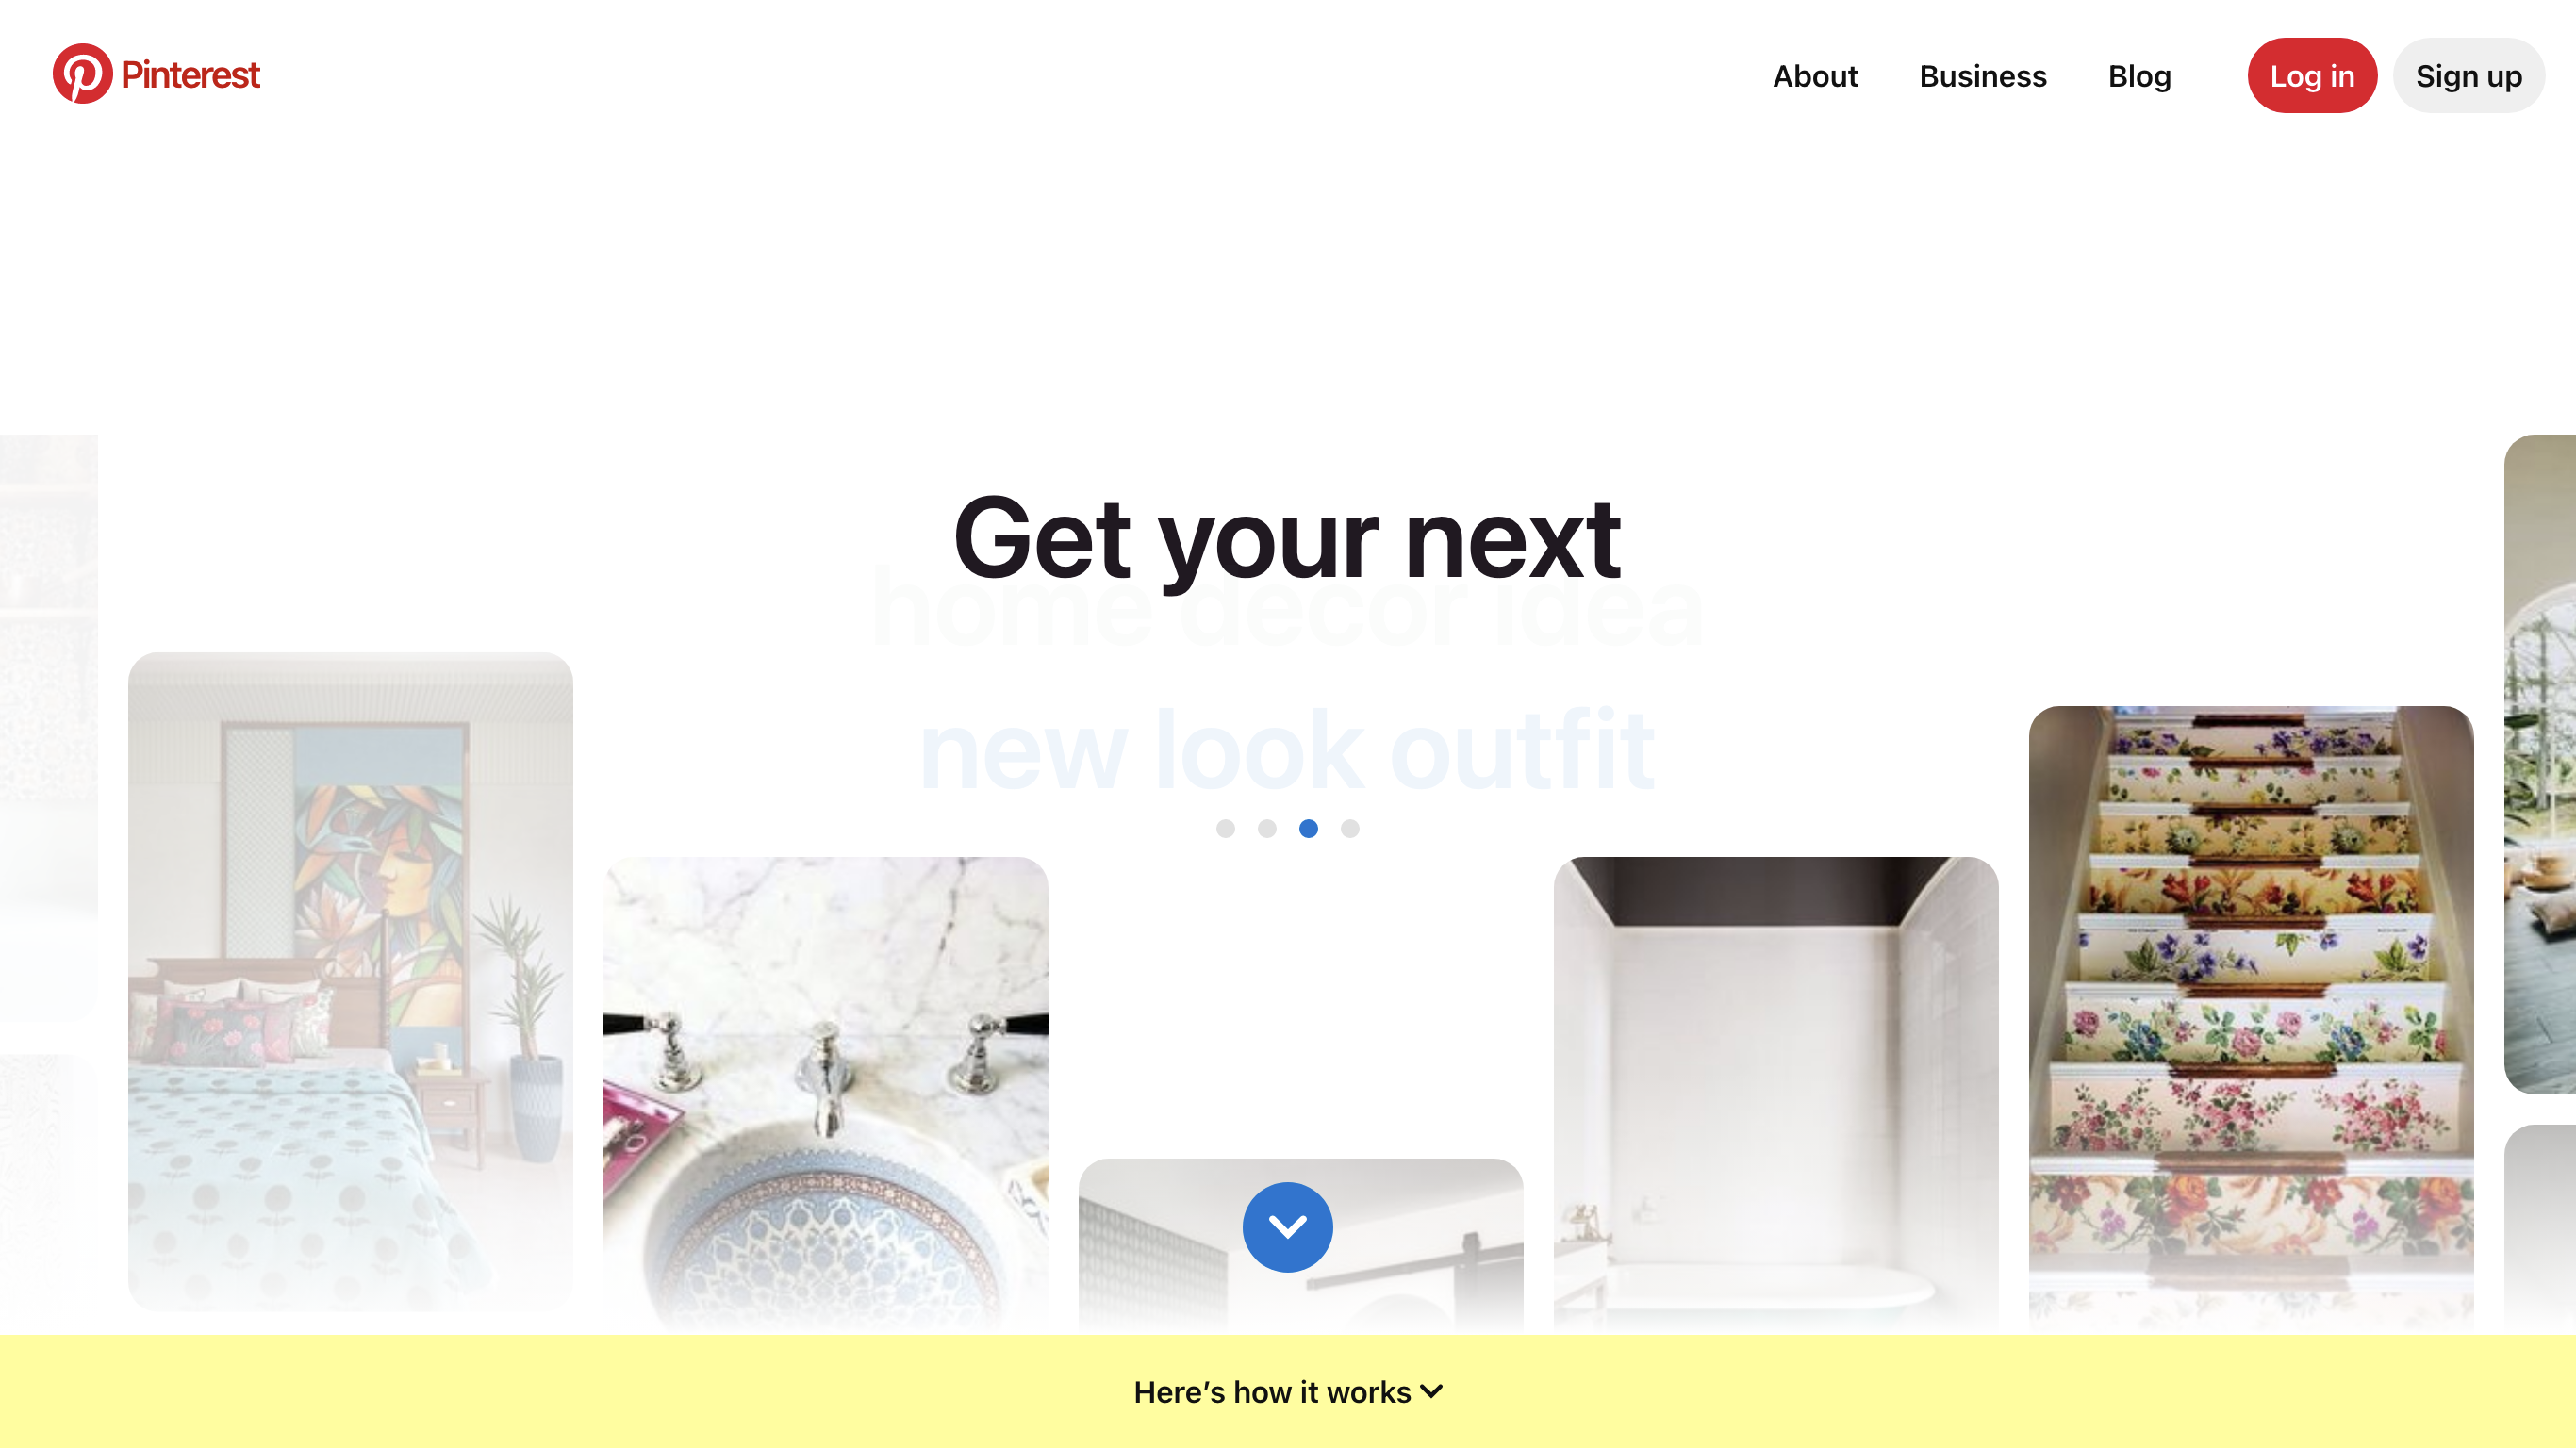 Pinterest
About
Business
Blog
Log in
Sign up
Get your next
home decor idea
new look outfit
Here’s how it works